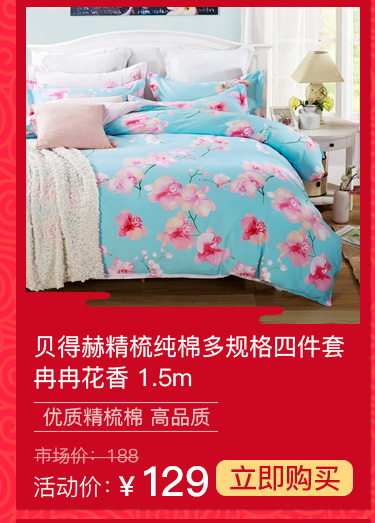 贝得赫精梳纯棉多规格四件套
冉冉花香 1.5m
优质精梳棉 高品质
市场价：188
活动价：¥129 立即购买